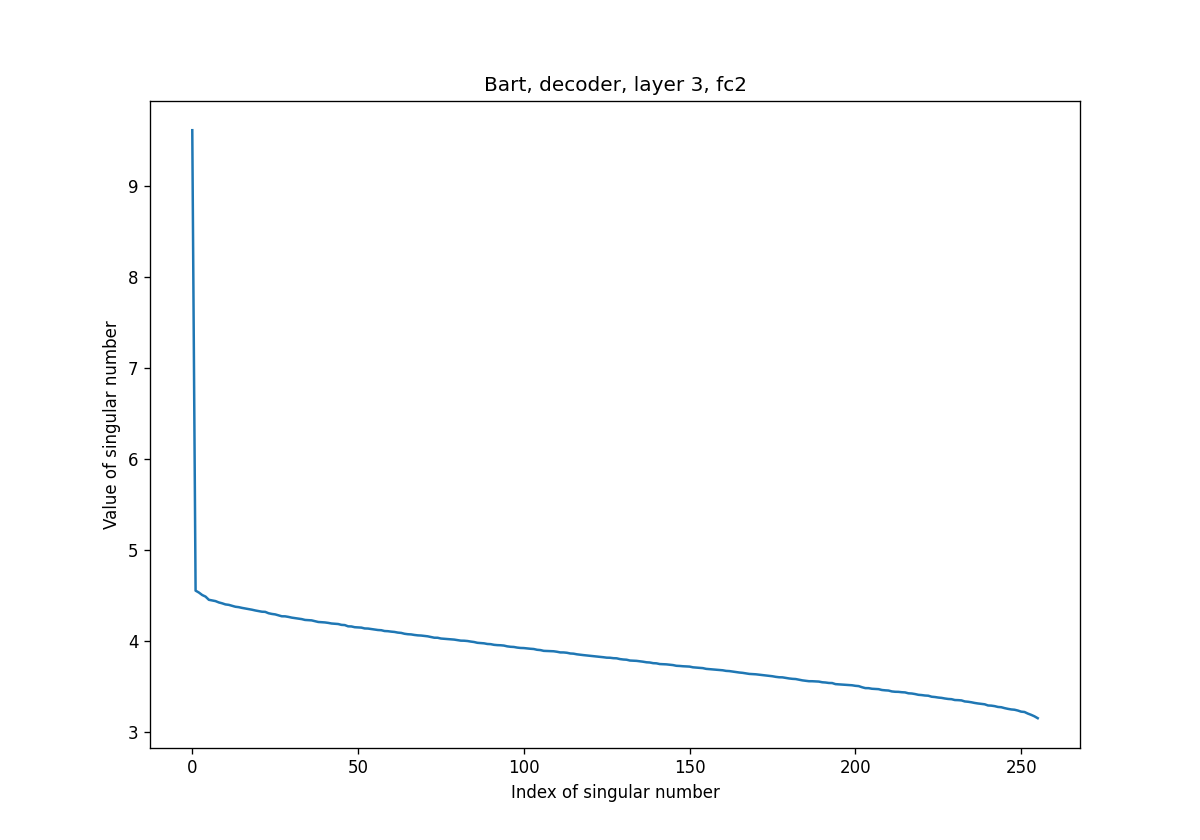 Bart, decoder, layer 3, fc2
Value of singular number
9
8
7
6
5
4
3
0 50 100 150 200 250
Index of singular number